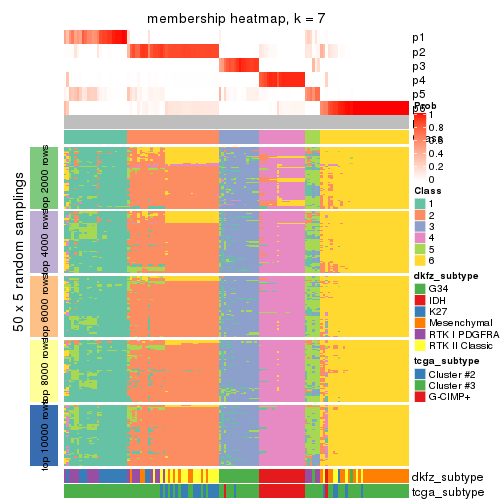 membership heatmap, k = 7
p1
p2
p3
p4
p5
Prob
1
0.8
0.6
0.4
0.2
0
Class
1
2
3
4
5
6
dkfz_subtype
G34
IDH
K27
Mesenchymal
RTK I PDGFRA
RTK II Classic
tcga_subtype
Cluster #2
Cluster #3
G-CIMP+
50 x 5 random samplings
top 2000 rows
top 4000 rows
top 6000 rows
top 8000 rows
top 10000 rows
dkfz_subtype
tcga_subtype